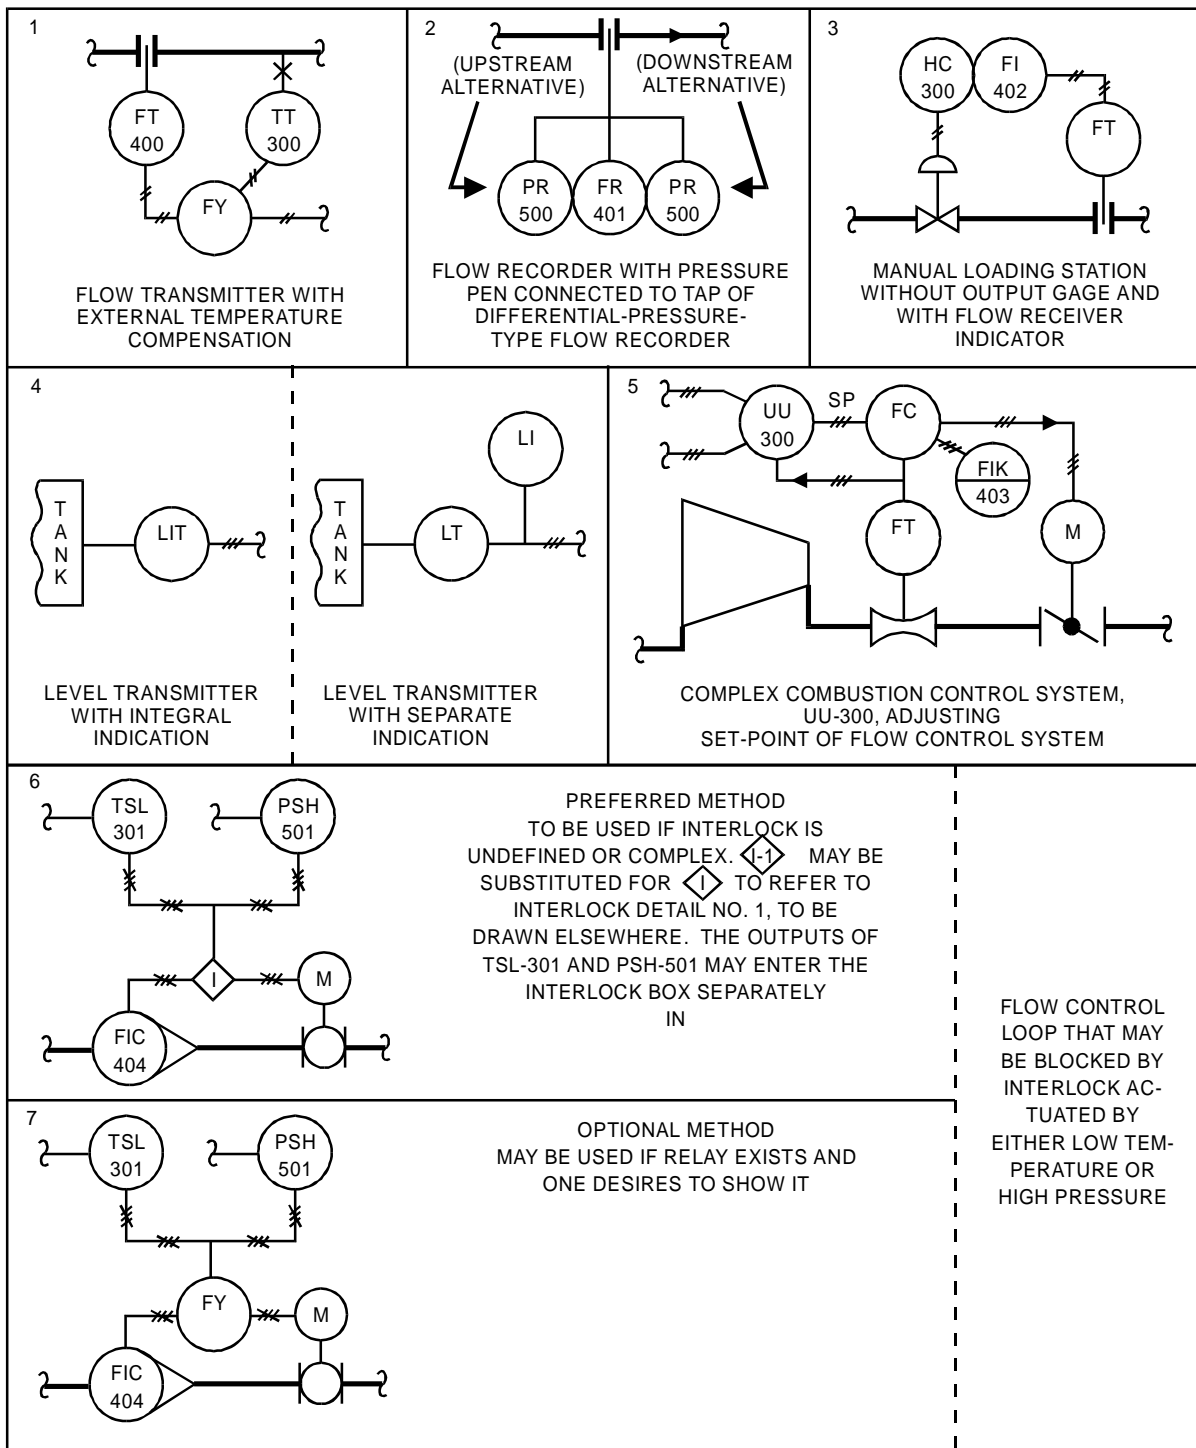 1
FT
400
TT
300
FY
FLOW TRANSMITTER WITH
EXTERNAL TEMPERATURE
COMPENSATION
2
(UPSTREAM
ALTERNATIVE)
(DOWNSTREAM
ALTERNATIVE)
PR
500
FR
401
PR
500
FLOW RECORDER WITH PRESSURE
PEN CONNECTED TO TAP OF
DIFFERENTIAL-PRESSURE-
TYPE FLOW RECORDER
3
HC
300
FI
402
FT
MANUAL LOADING STATION
WITHOUT OUTPUT GAGE AND
WITH FLOW RECEIVER
INDICATOR
4
TANK
LIT
LEVEL TRANSMITTER
WITH INTEGRAL
INDICATION
TANK
LT
LI
LEVEL TRANSMITTER
WITH SEPARATE
INDICATION
5
UU
300
SP
FC
FIK
403
FT
M
COMPLEX COMBUSTION CONTROL SYSTEM,
UU-300, ADJUSTING
SET-POINT OF FLOW CONTROL SYSTEM
6
TSL
301
PSH
501
I
M
FIC
404
PREFERRED METHOD
TO BE USED IF INTERLOCK IS
UNDEFINED OR COMPLEX. I-1 MAY BE
SUBSTITUTED FOR I TO REFER TO
INTERLOCK DETAIL NO. 1, TO BE
DRAWN ELSEWHERE. THE OUTPUTS OF
TSL-301 AND PSH-501 MAY ENTER THE
INTERLOCK BOX SEPARATELY
IN
7
TSL
301
PSH
501
FY
M
FIC
404
OPTIONAL METHOD
MAY BE USED IF RELAY EXISTS AND
ONE DESIRES TO SHOW IT
FLOW CONTROL
LOOP THAT MAY
BE BLOCKED BY
INTERLOCK AC-
TUATED BY
EITHER LOW TEM-
PERATURE OR
HIGH PRESSURE